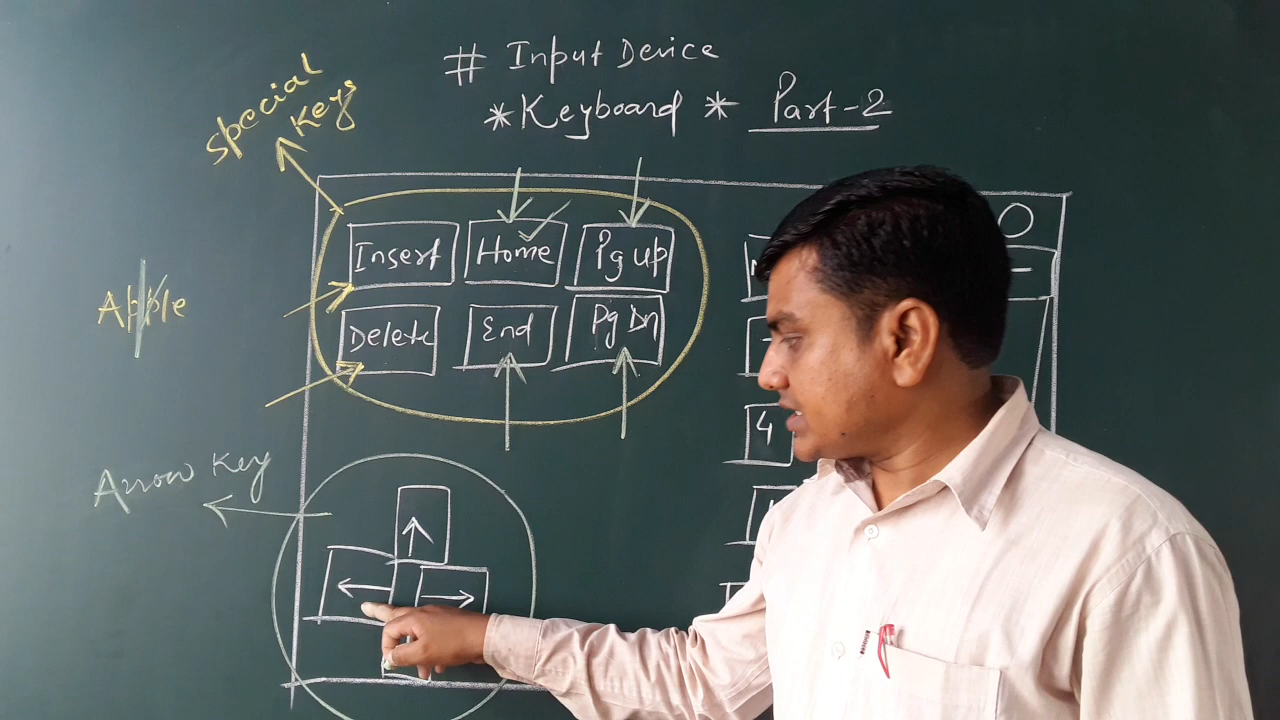 # Input Device
*Keyboard * Part-2
Special
Keys
Insert Home Pg Up
Delete End Pg Dn
Apple
Arrow Key
↑
← →
4